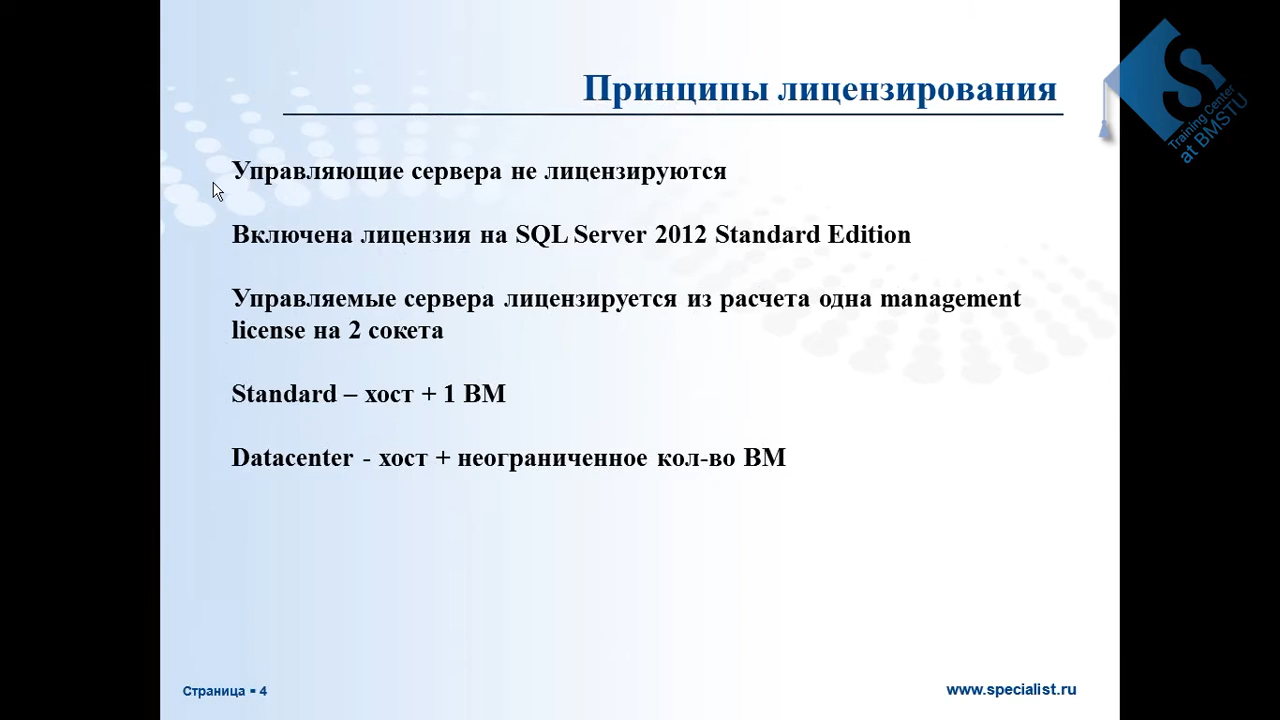 Принципы лицензирования
Управляющие сервера не лицензируются
Включена лицензия на SQL Server 2012 Standard Edition
Управляемые сервера лицензируется из расчета одна management
license на 2 сокета
Standard – хост + 1 ВМ
Datacenter - хост + неограниченное кол-во ВМ
Страница ▪ 4
www.specialist.ru
Training Center
at BMSTU